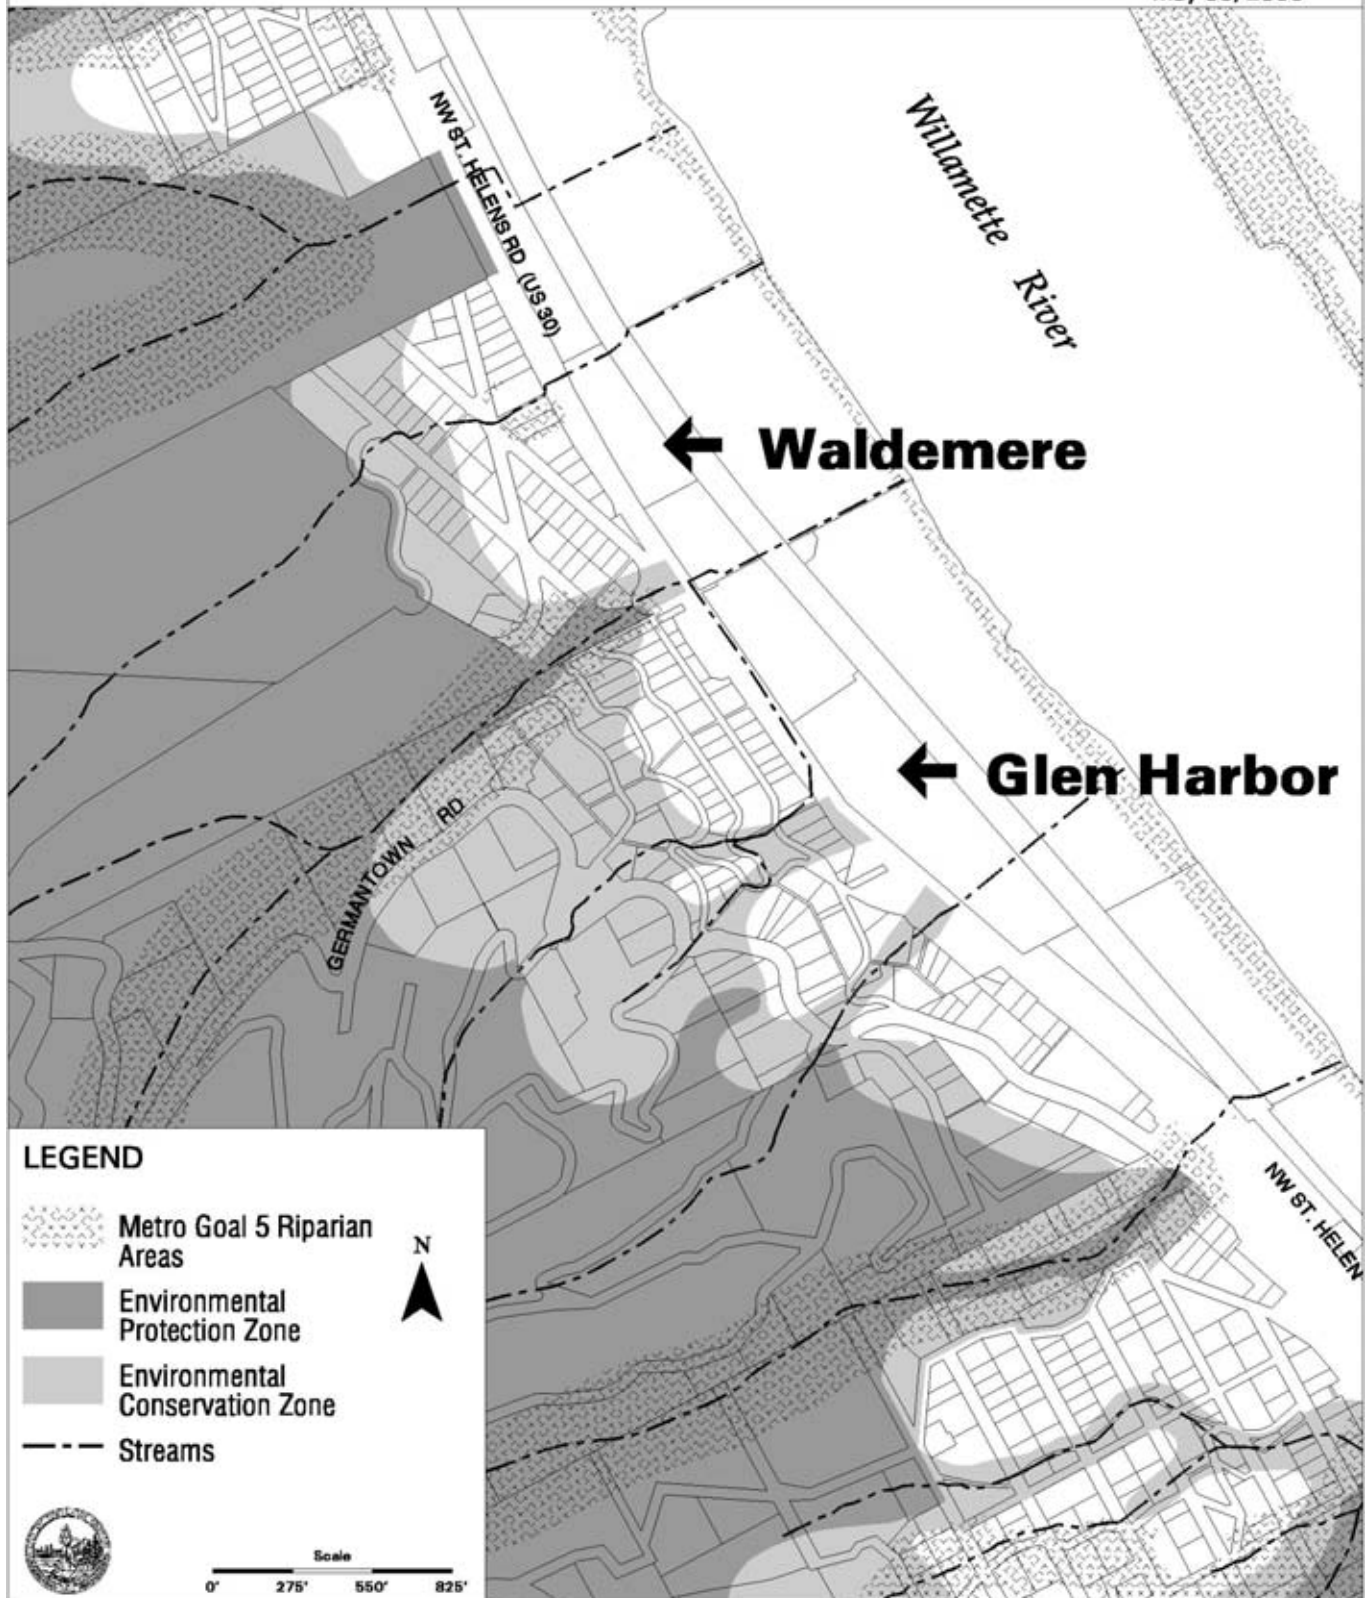 NW ST. HELENS RD (US 30)
Willamette
River
← Waldemere
← Glen Harbor
GERMANTOWN RD
NW ST. HELEN
LEGEND
Metro Goal 5 Riparian
Areas
Environmental
Protection Zone
Environmental
Conservation Zone
Streams
N
Scale
0' 275' 550' 825'